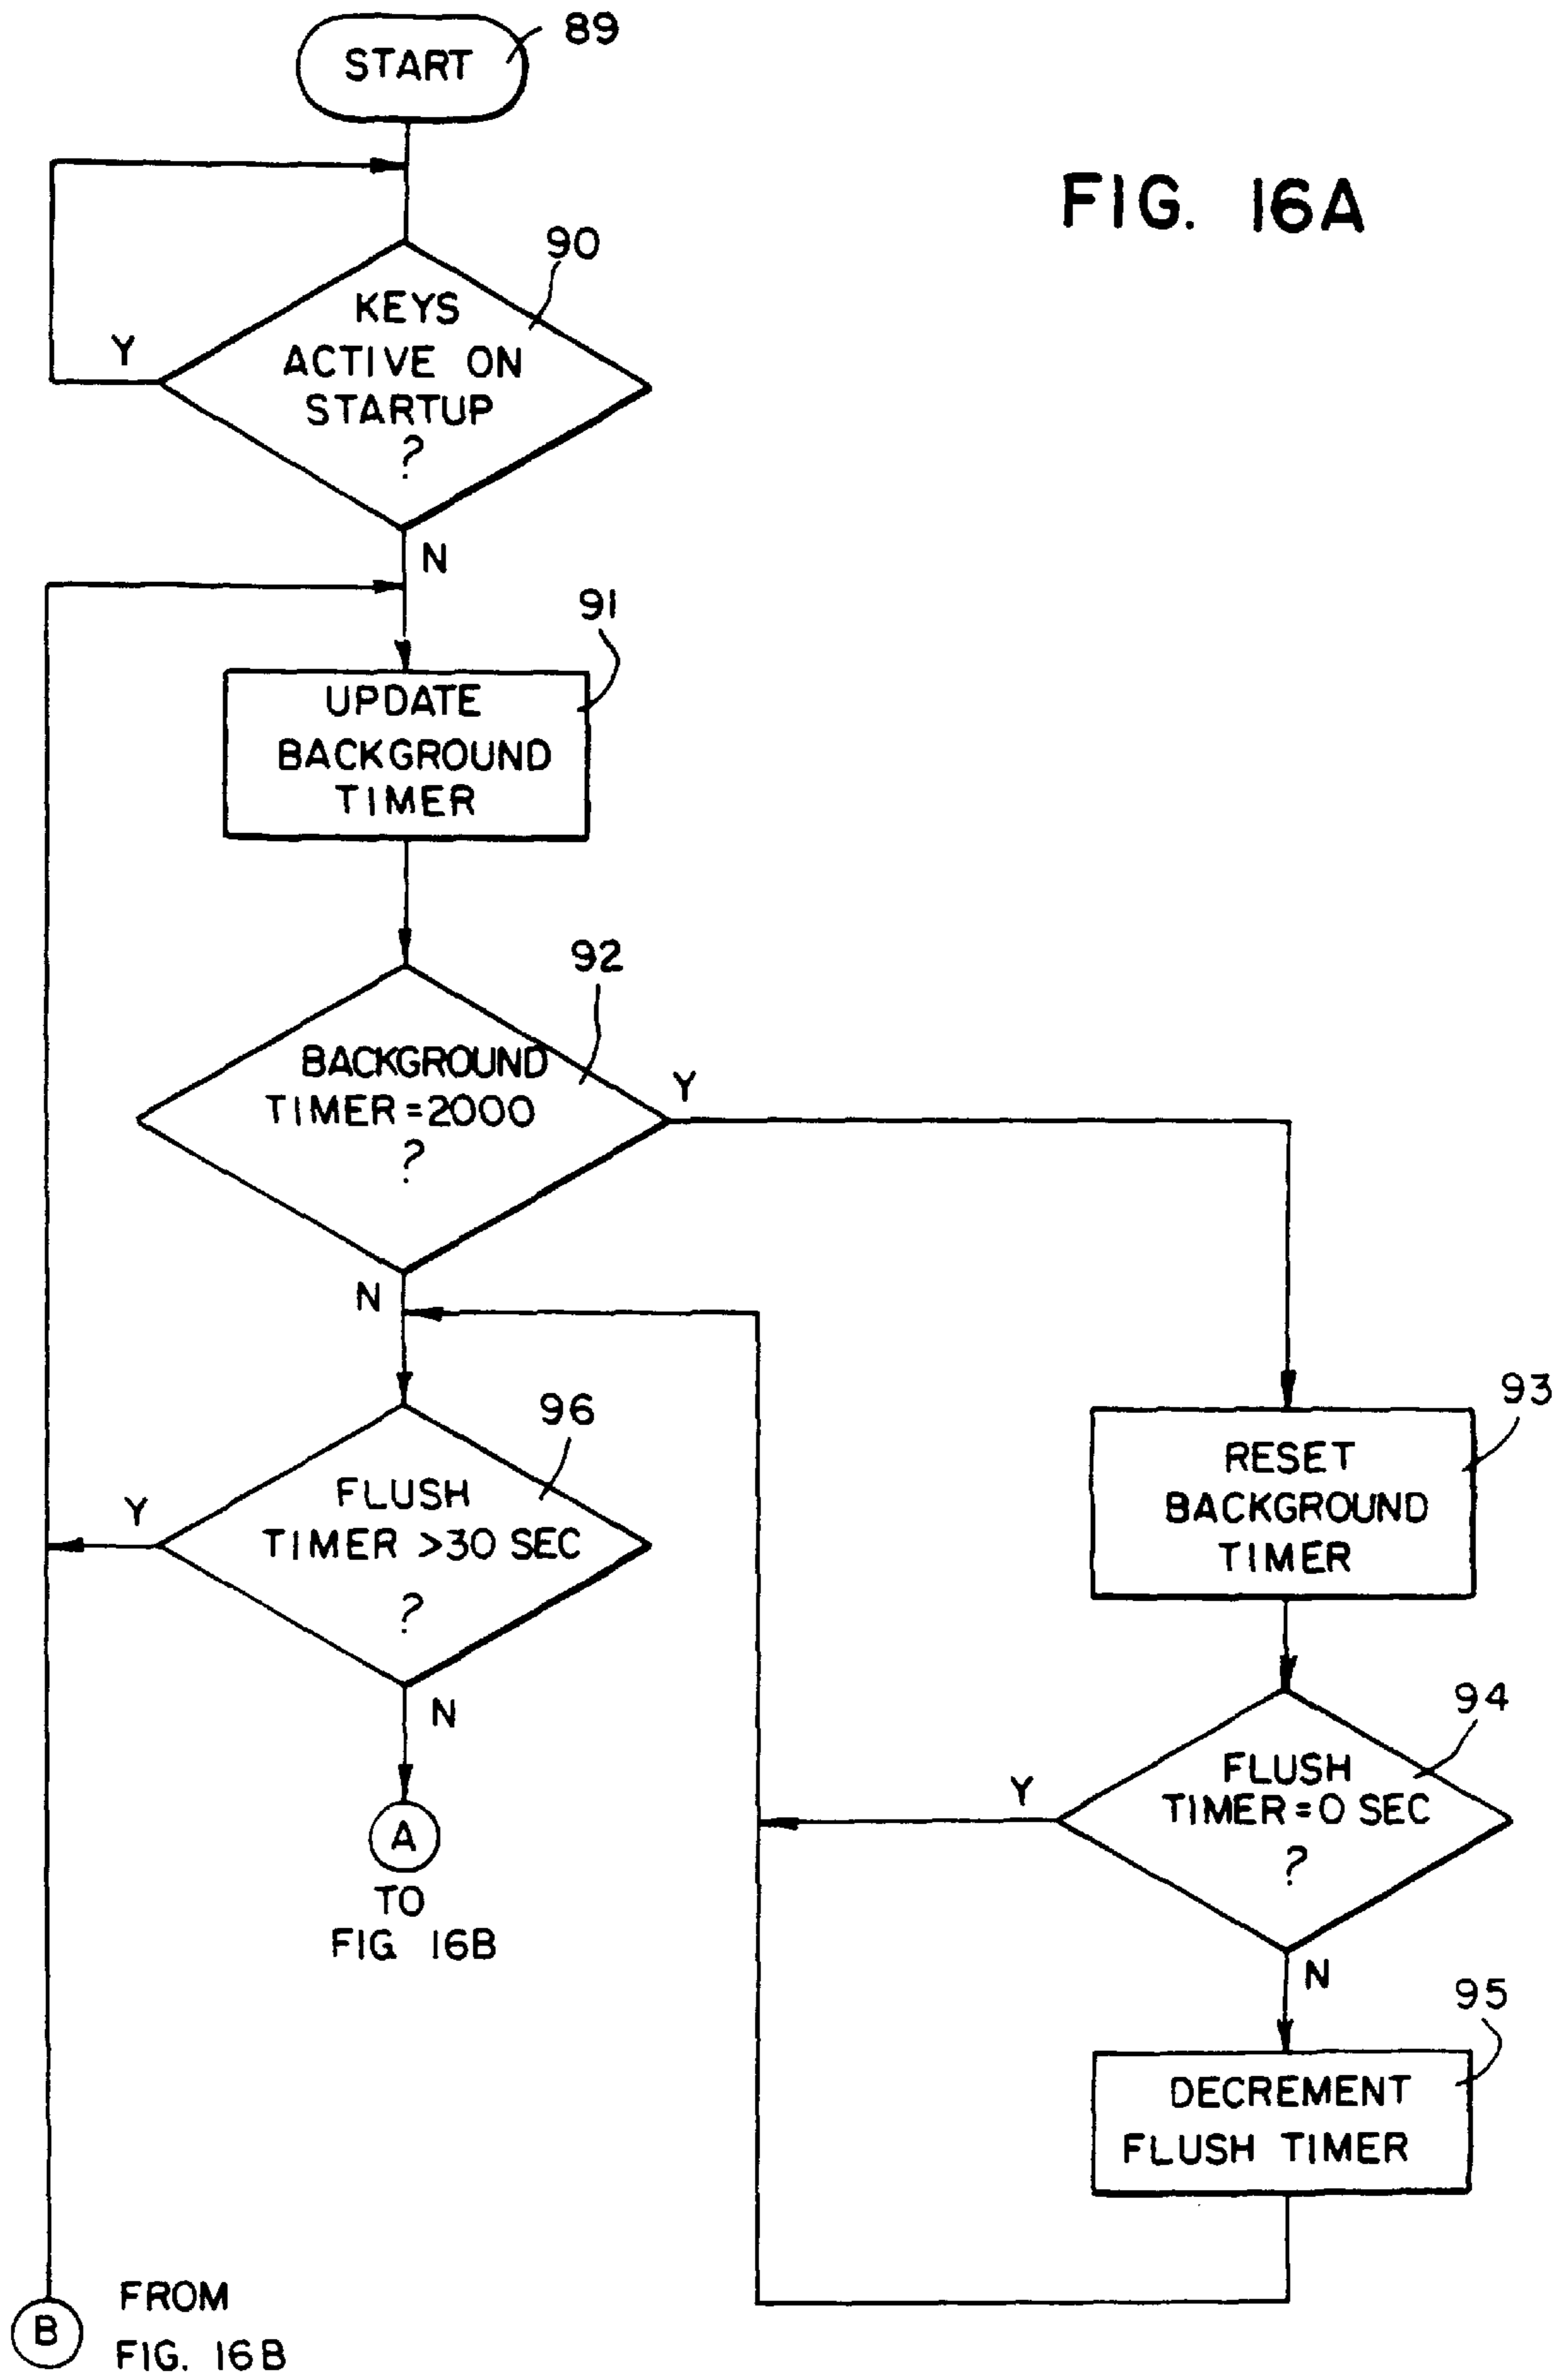 START
89
FIG. 16A
90
KEYS
ACTIVE ON
STARTUP
?
Y
N
91
UPDATE
BACKGROUND
TIMER
92
BACKGROUND
TIMER=2000
?
Y
N
93
RESET
BACKGROUND
TIMER
96
FLUSH
TIMER >30 SEC
?
Y
N
94
FLUSH
TIMER=0 SEC
?
Y
N
A
TO
FIG 16B
95
DECREMENT
FLUSH TIMER
B
FROM
FIG. 16B